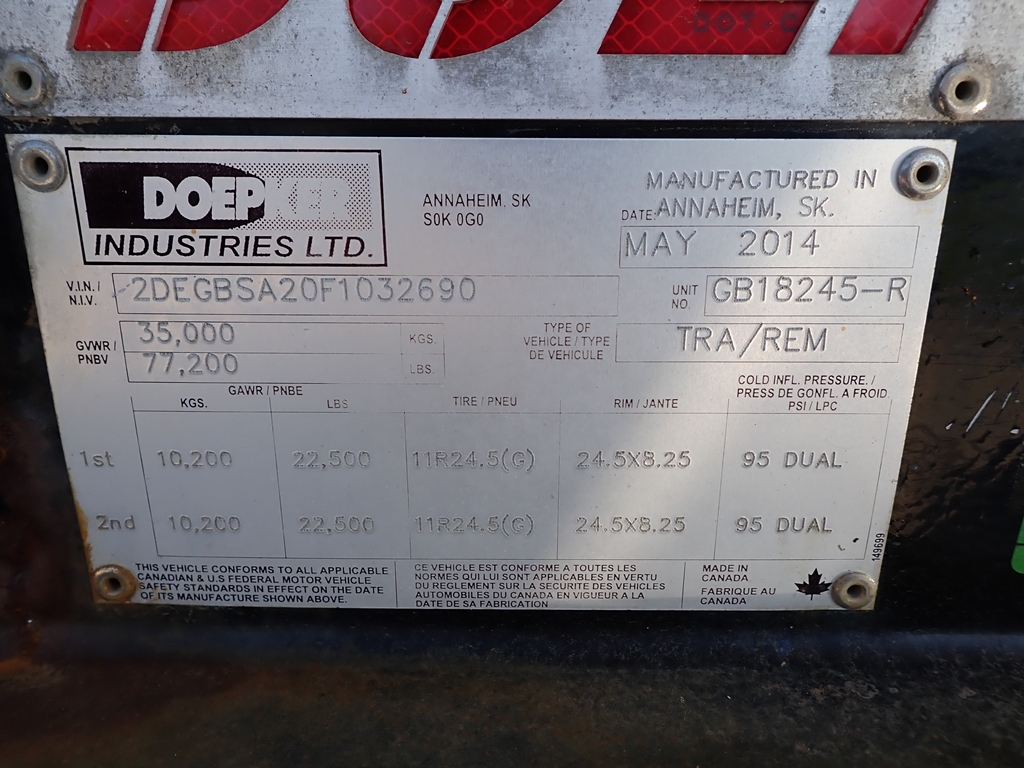 DOT-C
DOEPKER
INDUSTRIES LTD.
ANNAHEIM, SK
S0K 0G0
MANUFACTURED IN
ANNAHEIM, SK.
DATE:
MAY 2014
V.I.N. /
N.I.V.
2DEGBSA20F1032690
UNIT
NO.
GB18245-R
GVWR /
PNBV
35,000 KGS.
77,200 LBS.
TYPE OF
VEHICLE / TYPE
DE VEHICULE
TRA/REM
GAWR / PNBE
KGS. LBS TIRE / PNEU RIM / JANTE
COLD INFL. PRESSURE. /
PRESS DE GONFL. A FROID
PSI / LPC
1st 10,200 22,500 11R24.5(G) 24.5X8.25 95 DUAL
2nd 10,200 22,500 11R24.5(G) 24.5X8.25 95 DUAL
149699
THIS VEHICLE CONFORMS TO ALL APPLICABLE
CANADIAN & U.S FEDERAL MOTOR VEHICLE
SAFETY STANDARDS IN EFFECT ON THE DATE
OF ITS MANUFACTURE SHOWN ABOVE.
CE VEHICLE EST CONFORME A TOUTES LES
NORMES QUI LUI SONT APPLICABLES EN VERTU
DU REGLEMENT SUR LA SECURITE DES VEHICLES
AUTOMOBILES DU CANADA EN VIGUEUR A LA
DATE DE SA FABRICATION
MADE IN
CANADA
FABRIQUE AU
CANADA